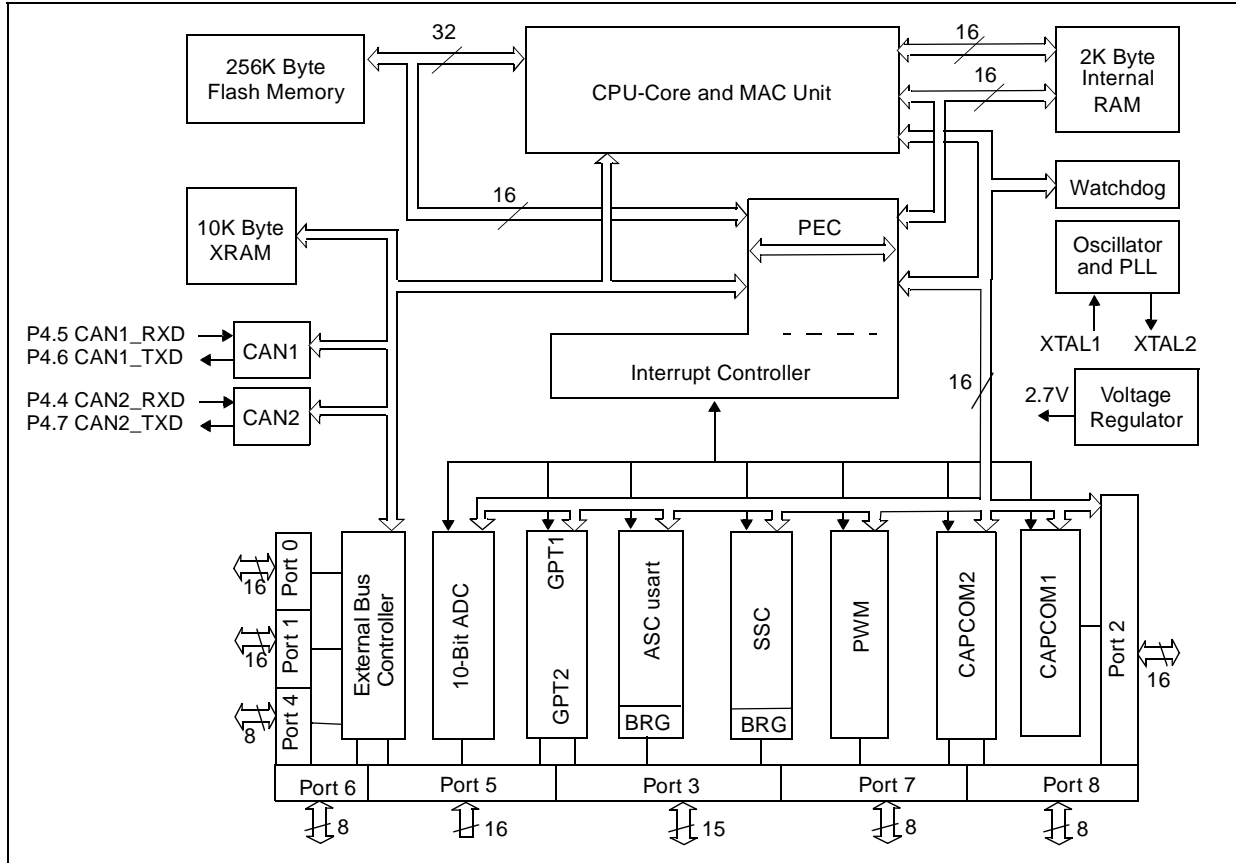 32
16
256K Byte
Flash Memory
CPU-Core and MAC Unit
2K Byte
Internal
RAM
16
16
Watchdog
10K Byte
XRAM
PEC
Oscillator
and PLL
XTAL1
XTAL2
P4.5 CAN1_RXD
P4.6 CAN1_TXD
CAN1
Interrupt Controller
16
P4.4 CAN2_RXD
P4.7 CAN2_TXD
CAN2
2.7V
Voltage
Regulator
Port 0
16
Port 1
16
Port 4
8
External Bus
Controller
10-Bit ADC
GPT1
GPT2
ASC usart
BRG
SSC
BRG
PWM
CAPCOM2
CAPCOM1
Port 2
16
Port 6
Port 5
Port 3
Port 7
Port 8
8
16
15
8
8